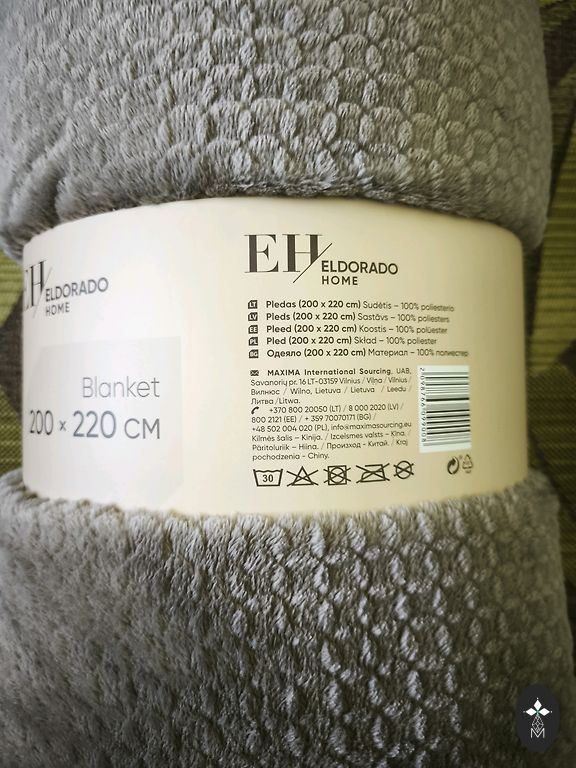 EH
ELDORADO
HOME
Blanket
200 × 220 CM
EH
ELDORADO
HOME
LT Pledas (200 x 220 cm) Sudėtis – 100% poliesterio
LV Pleds (200 x 220 cm) Sastāvs – 100% poliesters
EE Pleed (200 x 220 cm) Koostis – 100% polüester
PL Pled (200 x 220 cm) Skład – 100% poliester
BG Одеяло (200 x 220 cm) Материал – 100% полиестер
MAXIMA International Sourcing, UAB,
Savanorių pr. 16 LT-03159 Vilnius / Viļņa / Vilnius /
Вилнюс / Wilno, Lietuva / Lietuva / Leedu /
Литва /Litwa.
+370 800 20050 (LT) / 8 000 2020 (LV) /
800 2121 (EE) / + 359 70070171 (BG) /
+48 502 004 020 (PL), info@maximasourcing.eu
Kilmės šalis – Kinija. / Izcelsmes valsts – Ķīna. /
Päritoluriik – Hiina. / Произход - Китай. / Kraj
pochodzenia - Chiny.
30
M